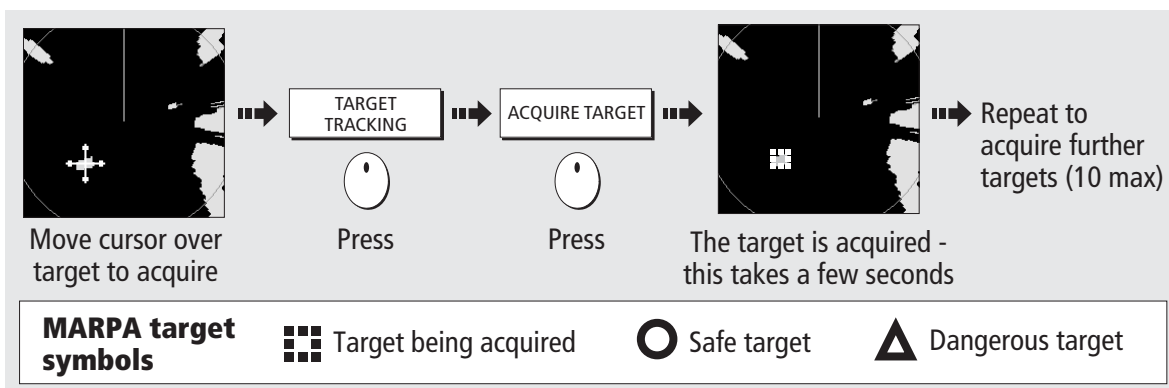 Move cursor over
target to acquire
TARGET
TRACKING
Press
ACQUIRE TARGET
Press
The target is acquired -
this takes a few seconds
Repeat to
acquire further
targets (10 max)
MARPA target
symbols
Target being acquired
Safe target
Dangerous target